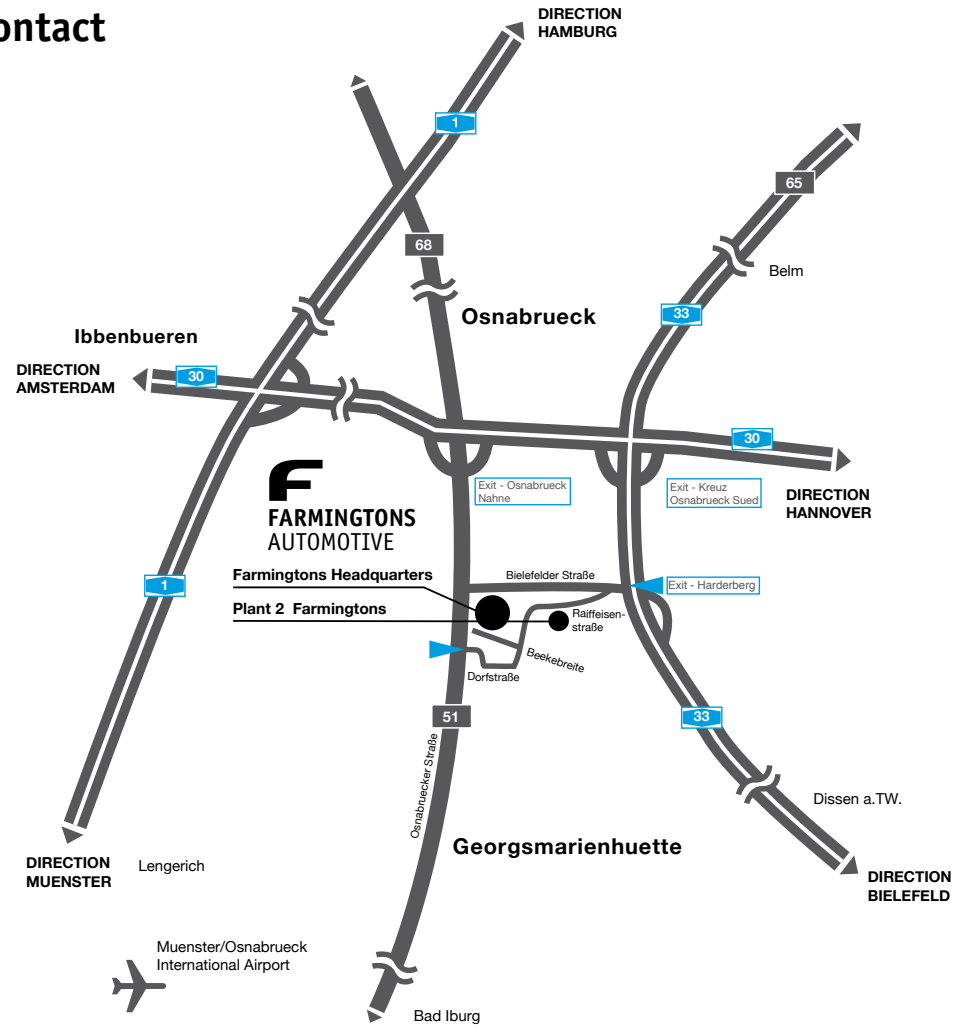 ontact
DIRECTION
HAMBURG
1
65
68
Belm
33
Osnabrueck
Ibbenbueren
DIRECTION
AMSTERDAM
30
30
Exit - Osnabrueck
Nahne
Exit - Kreuz
Osnabrueck Sued
DIRECTION
HANNOVER
FARMINGTONS
AUTOMOTIVE
Farmingtons Headquarters
Bielefelder Straße
1
Exit - Harderberg
Plant 2 Farmingtons
Raiffeisen-
straße
Beekebreite
Dorfstraße
51
33
Osnabruecker Straße
Dissen a.TW.
Georgsmarienhuette
DIRECTION
MUENSTER
Lengerich
DIRECTION
BIELEFELD
Muenster/Osnabrueck
International Airport
Bad Iburg